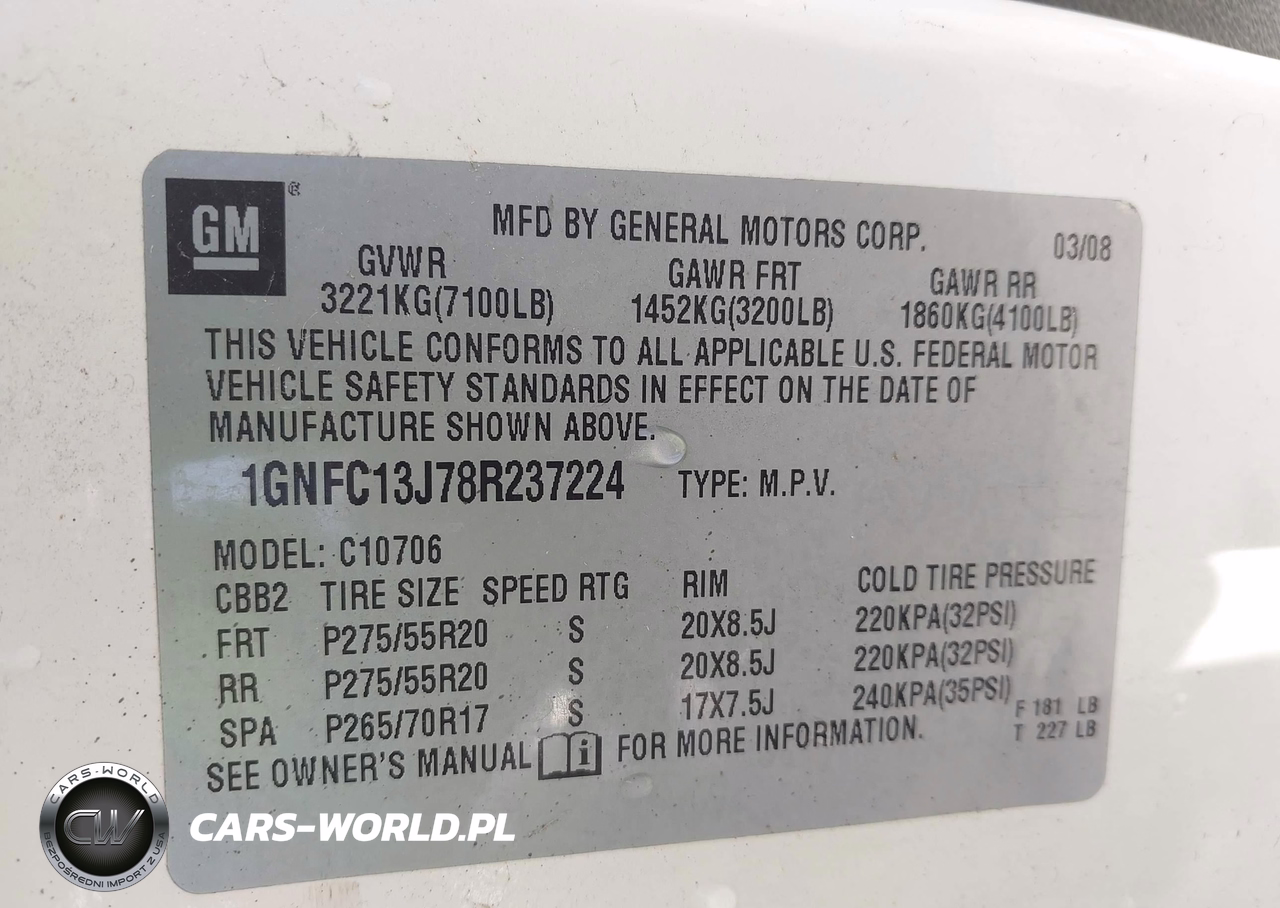 GM®
MFD BY GENERAL MOTORS CORP. 03/08
GVWR GAWR FRT GAWR RR
3221KG(7100LB) 1452KG(3200LB) 1860KG(4100LB)
THIS VEHICLE CONFORMS TO ALL APPLICABLE U.S. FEDERAL MOTOR
VEHICLE SAFETY STANDARDS IN EFFECT ON THE DATE OF
MANUFACTURE SHOWN ABOVE.
1GNFC13J78R237224 TYPE: M.P.V.
MODEL: C10706
CBB2 TIRE SIZE SPEED RTG RIM COLD TIRE PRESSURE
FRT P275/55R20 S 20X8.5J 220KPA(32PSI)
RR P275/55R20 S 20X8.5J 220KPA(32PSI)
SPA P265/70R17 S 17X7.5J 240KPA(35PSI)
F 181 LB
T 227 LB
SEE OWNER'S MANUAL i FOR MORE INFORMATION.
CARS-WORLD
CW
BEZPOŚREDNI IMPORT Z USA
CARS-WORLD.PL